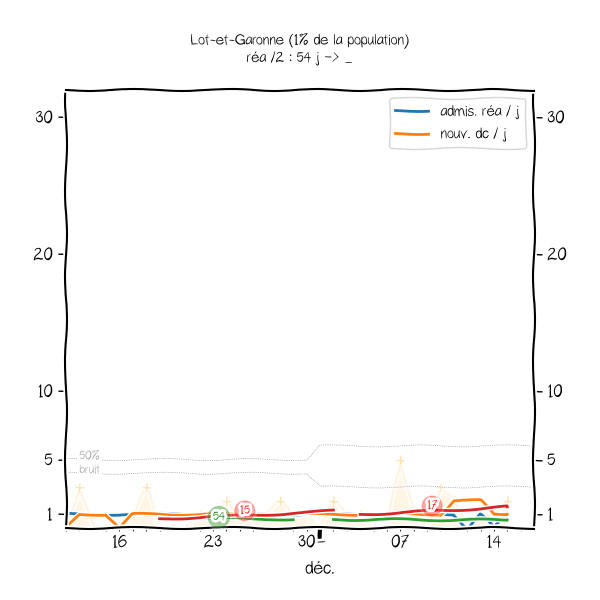 Lot-et-Garonne (1% de la population)
réa /2 : 54 j -> _
admis. réa / j
nouv. dc / j
30 30
20 20
10 10
5 50% 5
bruit
1 54 15 17 1
16 23 30 07 14
déc.